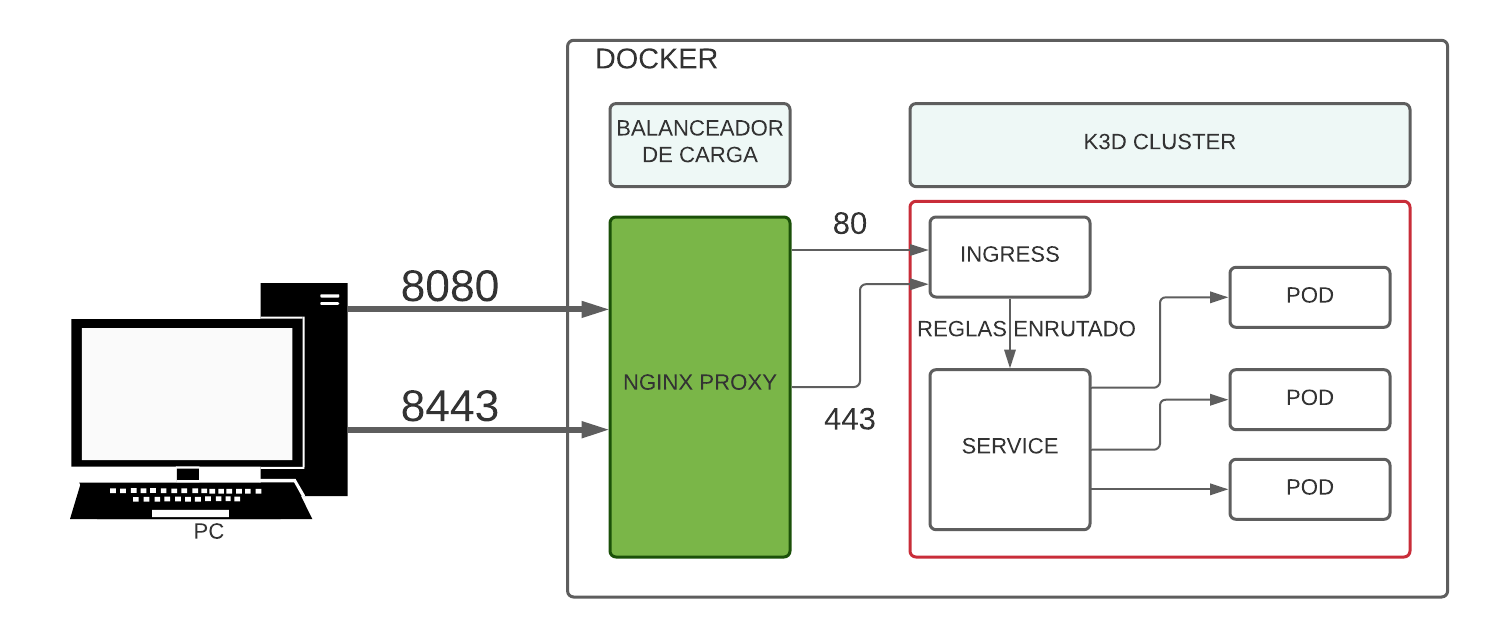 DOCKER
BALANCEADOR
DE CARGA
K3D CLUSTER
80
INGRESS
8080
POD
REGLAS ENRUTADO
NGINX PROXY
8443
443
POD
SERVICE
POD
PC